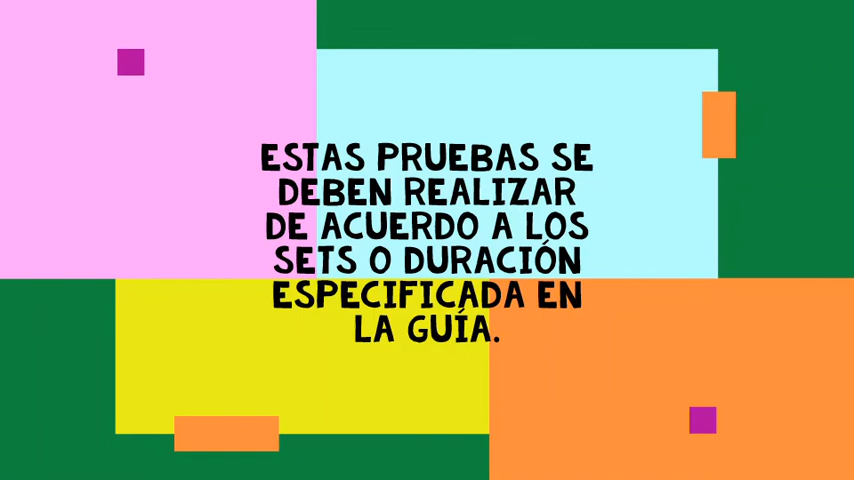 ESTAS PRUEBAS SE
DEBEN REALIZAR
DE ACUERDO A LOS
SETS O DURACIÓN
ESPECIFICADA EN
LA GUÍA.